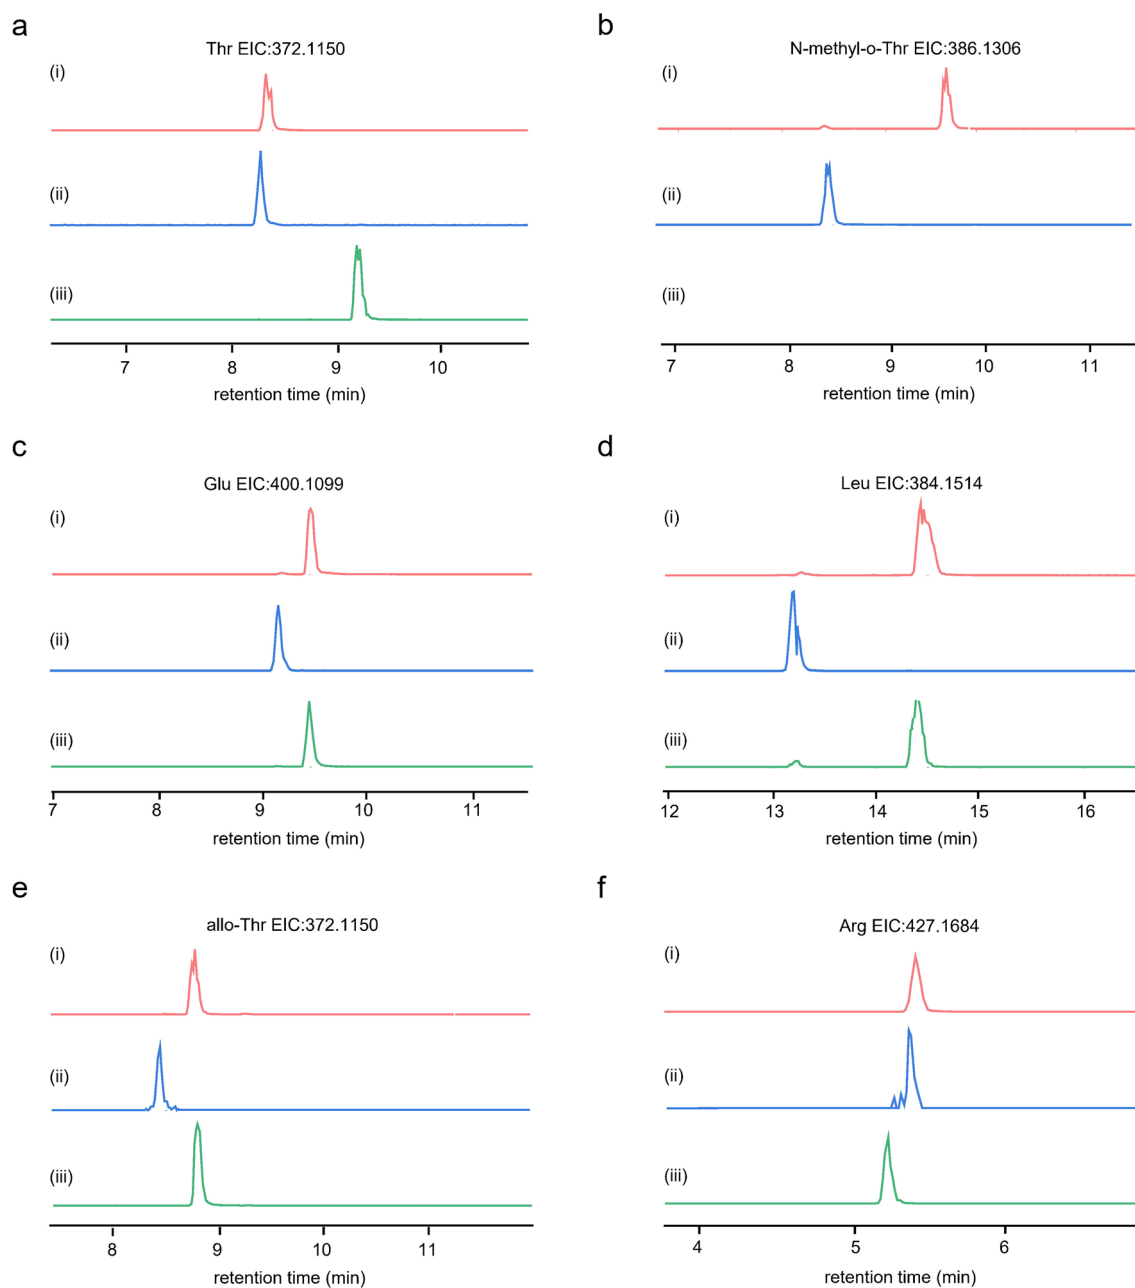 a
Thr EIC:372.1150
(i)
(ii)
(iii)
7 8 9 10
retention time (min)
b
N-methyl-o-Thr EIC:386.1306
(i)
(ii)
(iii)
7 8 9 10 11
retention time (min)
c
Glu EIC:400.1099
(i)
(ii)
(iii)
7 8 9 10 11
retention time (min)
d
Leu EIC:384.1514
(i)
(ii)
(iii)
12 13 14 15 16
retention time (min)
e
allo-Thr EIC:372.1150
(i)
(ii)
(iii)
8 9 10 11
retention time (min)
f
Arg EIC:427.1684
(i)
(ii)
(iii)
4 5 6
retention time (min)